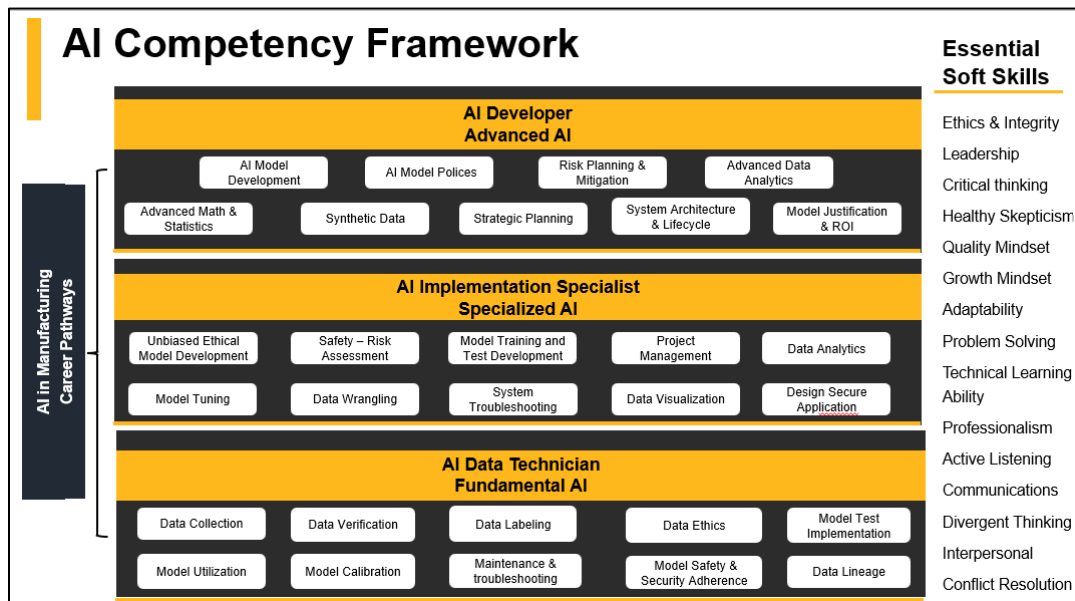 AI Competency Framework
Essential
Soft Skills
AI in Manufacturing
Career Pathways
AI Developer
Advanced AI
AI Model
Development
AI Model Polices
Risk Planning &
Mitigation
Advanced Data
Analytics
Advanced Math &
Statistics
Synthetic Data
Strategic Planning
System Architecture
& Lifecycle
Model Justification
& ROI
AI Implementation Specialist
Specialized AI
Unbiased Ethical
Model Development
Safety – Risk
Assessment
Model Training and
Test Development
Project
Management
Data Analytics
Model Tuning
Data Wrangling
System
Troubleshooting
Data Visualization
Design Secure
Application
AI Data Technician
Fundamental AI
Data Collection
Data Verification
Data Labeling
Data Ethics
Model Test
Implementation
Model Utilization
Model Calibration
Maintenance &
troubleshooting
Model Safety &
Security Adherence
Data Lineage
Ethics & Integrity
Leadership
Critical thinking
Healthy Skepticism
Quality Mindset
Growth Mindset
Adaptability
Problem Solving
Technical Learning
Ability
Professionalism
Active Listening
Communications
Divergent Thinking
Interpersonal
Conflict Resolution